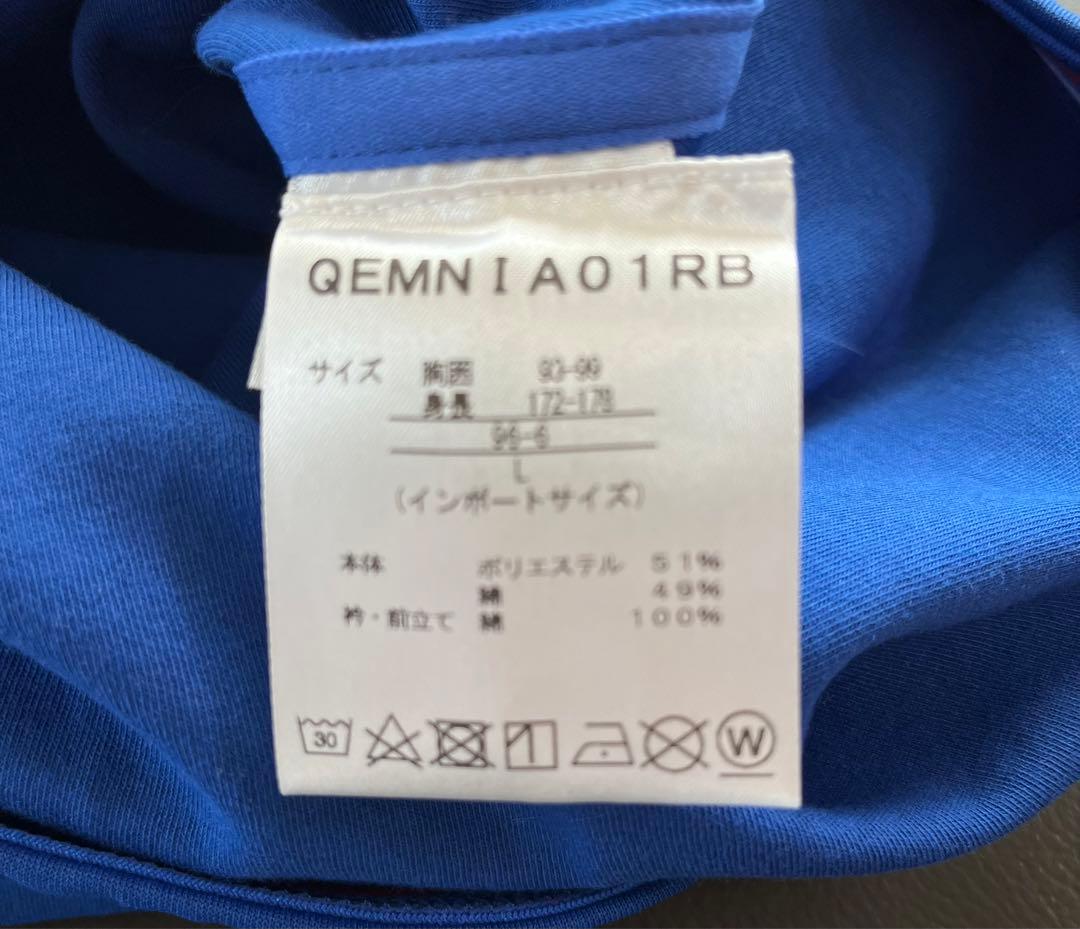 QEMNIA01RB
サイズ 胸囲 93-99
身長 172-178
96-6
L
(インポートサイズ)
本体 ポリエステル 51%
綿 49%
衿・前立て 綿 100%
30
W